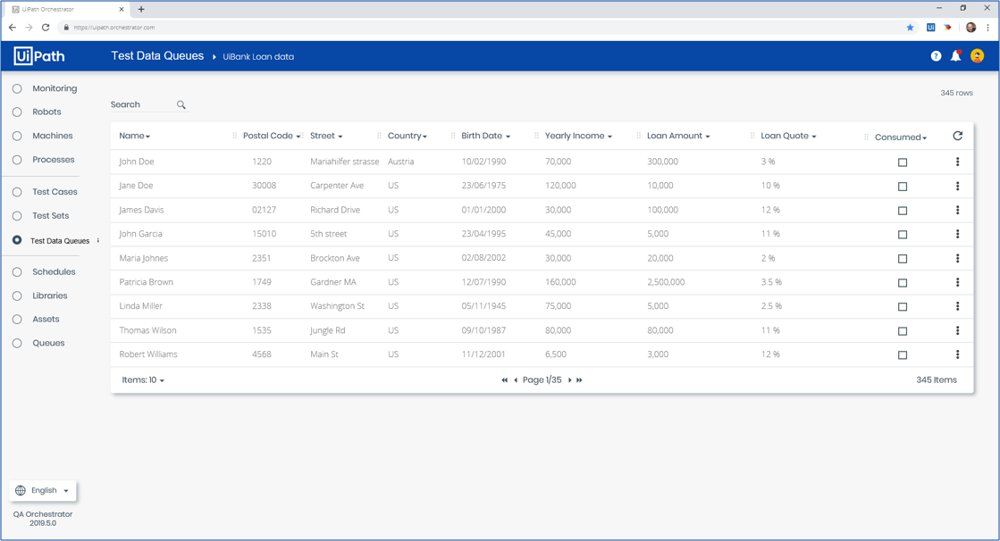 UiPath Orchestrator
https://uipath.orchestrator.com
Ui
UiPath Test Data Queues UiBank Loan data ?
Monitoring
Robots
Machines
Processes
Test Cases
Test Sets
Test Data Queues
Schedules
Libraries
Assets
Queues
345 rows
Search
Name Postal Code Street Country Birth Date Yearly Income Loan Amount Loan Quote Consumed
John Doe 1220 Mariahilfer strasse Austria 10/02/1990 70,000 300,000 3 %
Jane Doe 30008 Carpenter Ave US 23/06/1975 120,000 10,000 10 %
James Davis 02127 Richard Drive US 01/01/2000 30,000 100,000 12 %
John Garcia 15010 5th street US 23/04/1995 45,000 5,000 11 %
Maria Johnes 2351 Brockton Ave US 02/08/2002 30,000 20,000 2 %
Patricia Brown 1749 Gardner MA US 12/07/1990 160,000 2,500,000 3.5 %
Linda Miller 2338 Washington St US 05/11/1945 75,000 5,000 2.5 %
Thomas Wilson 1535 Jungle Rd US 09/10/1987 80,000 80,000 11 %
Robert Williams 4568 Main St US 11/12/2001 6,500 3,000 12 %
Items: 10 Page 1/35 345 Items
English
QA Orchestrator
2019.5.0